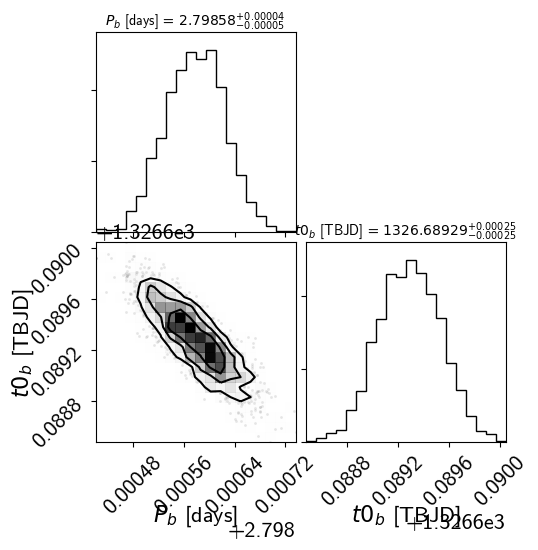 P_b [days] = 2.79858^{+0.00004}_{-0.00005}
+1.3266e3
0.0900
0.0896
0.0892
0.0888
t0_b [TBJD]
t0_b [TBJD] = 1326.68929^{+0.00025}_{-0.00025}
0.00048
0.00056
0.00064
0.00072
P_b [days]
+2.798
0.0888
0.0892
0.0896
0.0900
t0_b [TBJD]
+1.3266e3